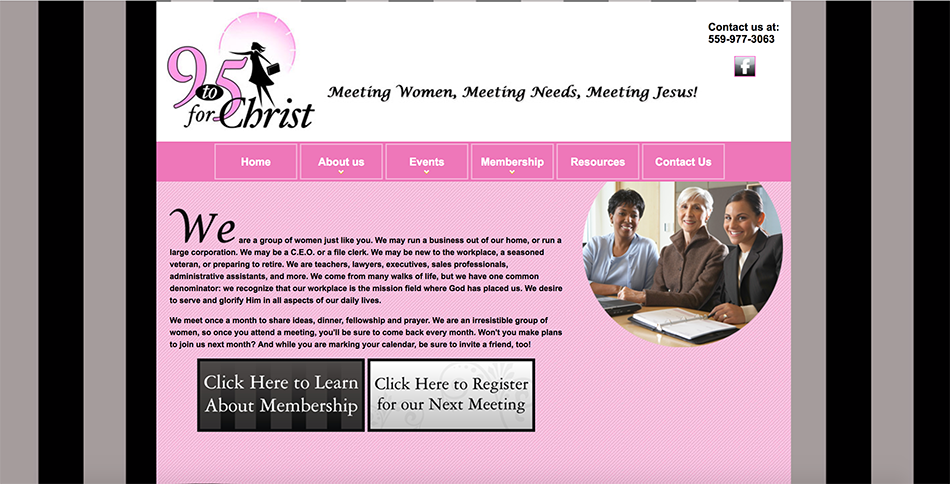 Contact us at:
559-977-3063
9 to 5
for Christ
Meeting Women, Meeting Needs, Meeting Jesus!
Home
About us
Events
Membership
Resources
Contact Us
We are a group of women just like you. We may run a business out of our home, or run a
large corporation. We may be a C.E.O. or a file clerk. We may be new to the workplace, a seasoned
veteran, or preparing to retire. We are teachers, lawyers, executives, sales professionals,
administrative assistants, and more. We come from many walks of life, but we have one common
denominator: we recognize that our workplace is the mission field where God has placed us. We desire
to serve and glorify Him in all aspects of our daily lives.
We meet once a month to share ideas, dinner, fellowship and prayer. We are an irresistible group of
women, so once you attend a meeting, you'll be sure to come back every month. Won't you make plans
to join us next month? And while you are marking your calendar, be sure to invite a friend, too!
Click Here to Learn
About Membership
Click Here to Register
for our Next Meeting